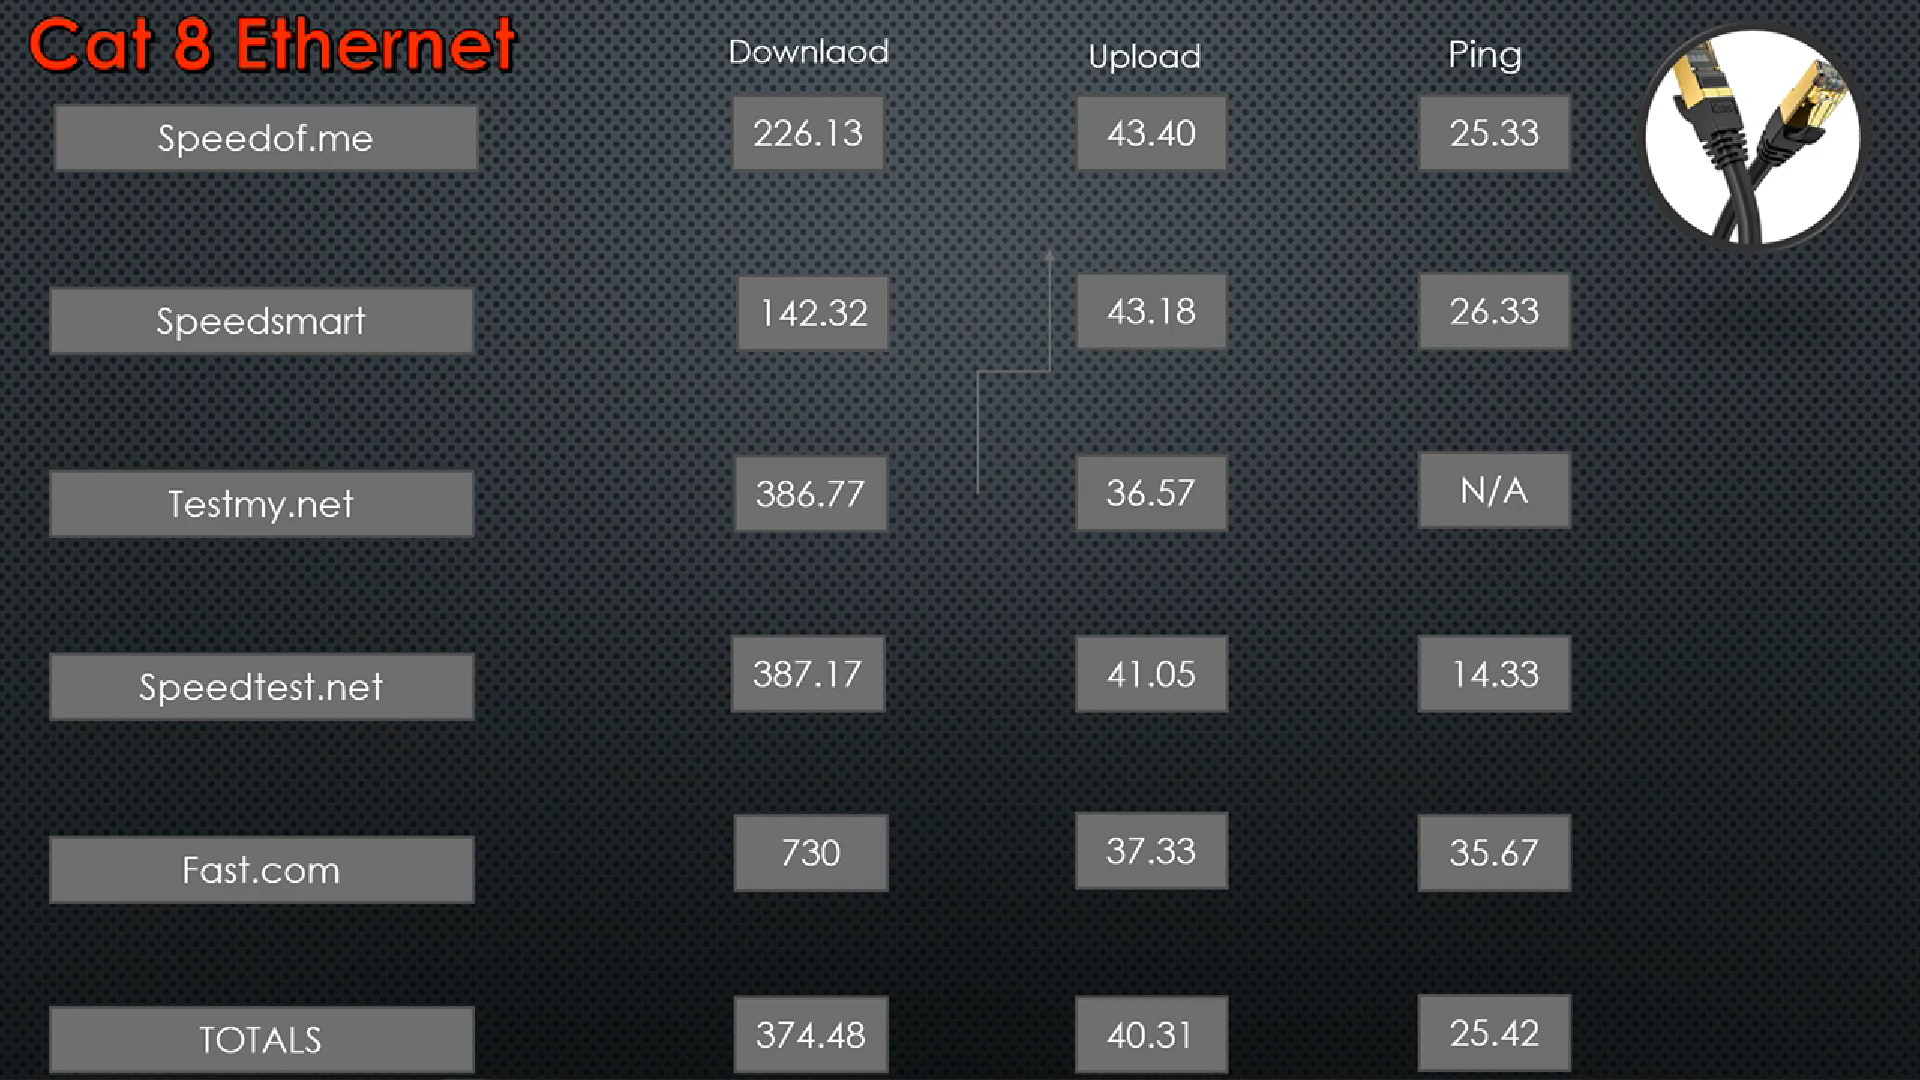 Cat 8 Ethernet
Downlaod Upload Ping
Speedof.me 226.13 43.40 25.33
Speedsmart 142.32 43.18 26.33
Testmy.net 386.77 36.57 N/A
Speedtest.net 387.17 41.05 14.33
Fast.com 730 37.33 35.67
TOTALS 374.48 40.31 25.42